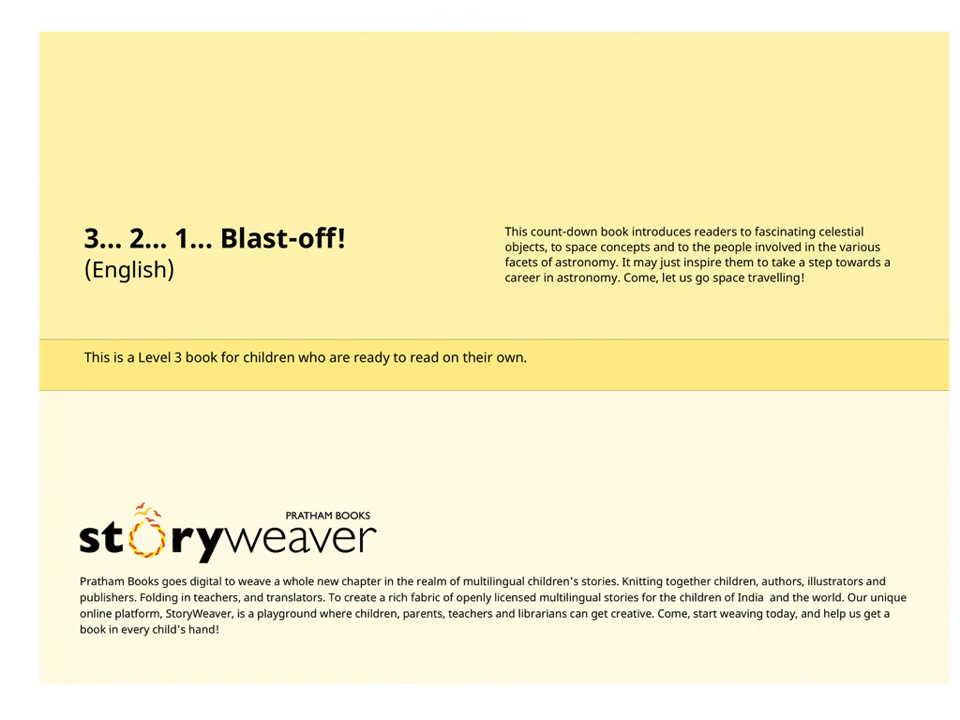 3... 2... 1... Blast-off!
(English)
This count-down book introduces readers to fascinating celestial
objects, to space concepts and to the people involved in the various
facets of astronomy. It may just inspire them to take a step towards a
career in astronomy. Come, let us go space travelling!
This is a Level 3 book for children who are ready to read on their own.
PRATHAM BOOKS
storyweaver
Pratham Books goes digital to weave a whole new chapter in the realm of multilingual children's stories. Knitting together children, authors, illustrators and
publishers. Folding in teachers, and translators. To create a rich fabric of openly licensed multilingual stories for the children of India and the world. Our unique
online platform, StoryWeaver, is a playground where children, parents, teachers and librarians can get creative. Come, start weaving today, and help us get a
book in every child's hand!